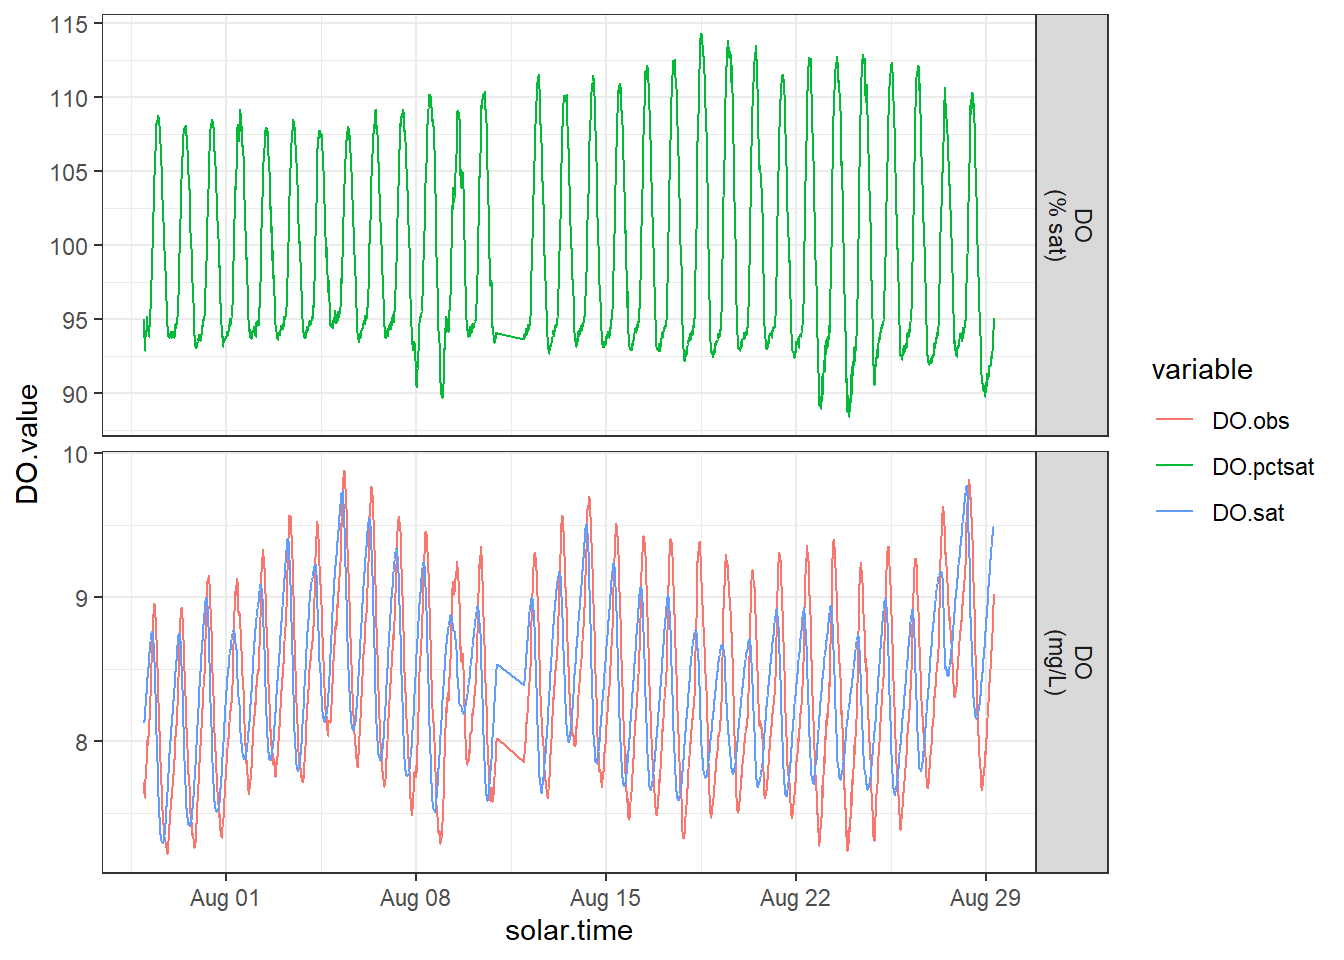 115
110
105
100
95
90
DO
(% sat)
DO.value
10
9
8
DO
(mg/L)
Aug 01
Aug 08
Aug 15
Aug 22
Aug 29
solar.time
variable
DO.obs
DO.pctsat
DO.sat